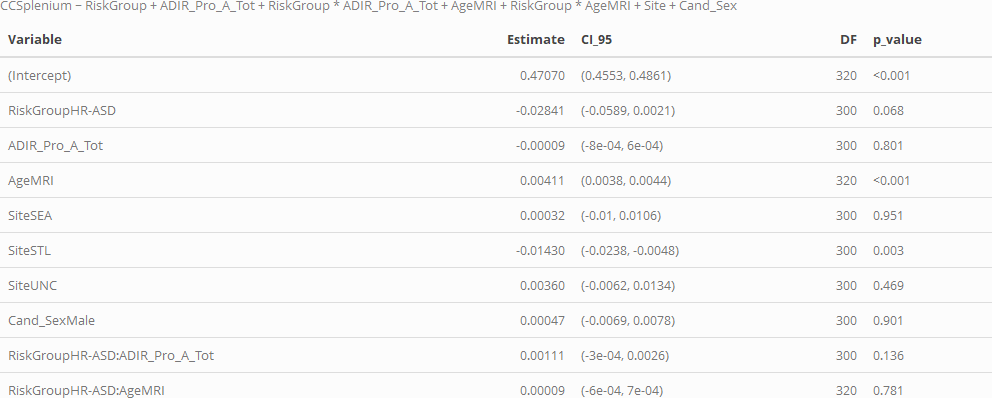 CCSplenium ~ RiskGroup + ADIR_Pro_A_Tot + RiskGroup * ADIR_Pro_A_Tot + AgeMRI + RiskGroup * AgeMRI + Site + Cand_Sex
Variable Estimate CI_95 DF p_value
(Intercept) 0.47070 (0.4553, 0.4861) 320 <0.001
RiskGroupHR-ASD -0.02841 (-0.0589, 0.0021) 300 0.068
ADIR_Pro_A_Tot -0.00009 (-8e-04, 6e-04) 300 0.801
AgeMRI 0.00411 (0.0038, 0.0044) 320 <0.001
SiteSEA 0.00032 (-0.01, 0.0106) 300 0.951
SiteSTL -0.01430 (-0.0238, -0.0048) 300 0.003
SiteUNC 0.00360 (-0.0062, 0.0134) 300 0.469
Cand_SexMale 0.00047 (-0.0069, 0.0078) 300 0.901
RiskGroupHR-ASD:ADIR_Pro_A_Tot 0.00111 (-3e-04, 0.0026) 300 0.136
RiskGroupHR-ASD:AgeMRI 0.00009 (-6e-04, 7e-04) 320 0.781